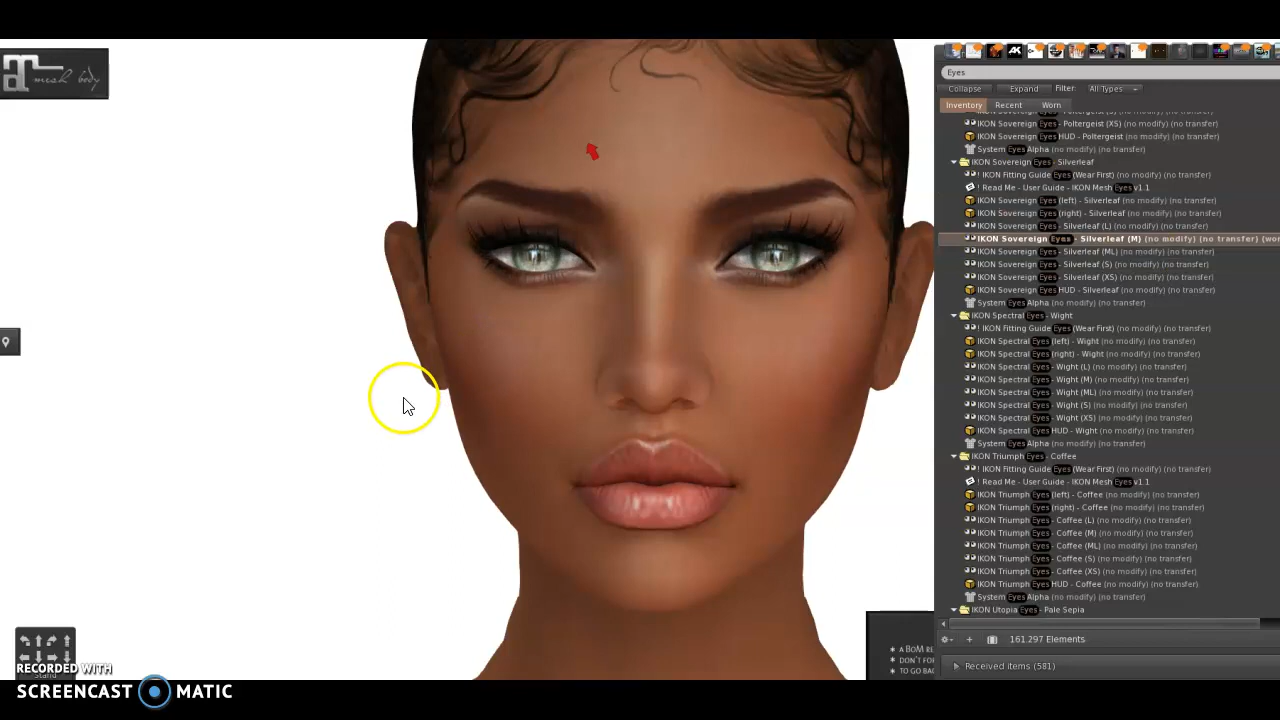 mesh body
AK
Eyes
Collapse Expand Filter: All Types
Inventory Recent Worn
IKON Sovereign Eyes - Poltergeist (XS) (no modify) (no transfer)
IKON Sovereign Eyes HUD - Poltergeist (no modify) (no transfer)
System Eyes Alpha (no modify) (no transfer)
IKON Sovereign Eyes - Silverleaf
! IKON Fitting Guide Eyes (Wear First) (no modify) (no transfer)
! Read Me - User Guide - IKON Mesh Eyes v1.1
IKON Sovereign Eyes (left) - Silverleaf (no modify) (no transfer)
IKON Sovereign Eyes (right) - Silverleaf (no modify) (no transfer)
IKON Sovereign Eyes - Silverleaf (L) (no modify) (no transfer)
IKON Sovereign Eyes - Silverleaf (M) (no modify) (no transfer) (wor
IKON Sovereign Eyes - Silverleaf (ML) (no modify) (no transfer)
IKON Sovereign Eyes - Silverleaf (S) (no modify) (no transfer)
IKON Sovereign Eyes - Silverleaf (XS) (no modify) (no transfer)
IKON Sovereign Eyes HUD - Silverleaf (no modify) (no transfer)
System Eyes Alpha (no modify) (no transfer)
IKON Spectral Eyes - Wight
! IKON Fitting Guide Eyes (Wear First) (no modify) (no transfer)
IKON Spectral Eyes (left) - Wight (no modify) (no transfer)
IKON Spectral Eyes (right) - Wight (no modify) (no transfer)
IKON Spectral Eyes - Wight (L) (no modify) (no transfer)
IKON Spectral Eyes - Wight (M) (no modify) (no transfer)
IKON Spectral Eyes - Wight (ML) (no modify) (no transfer)
IKON Spectral Eyes - Wight (S) (no modify) (no transfer)
IKON Spectral Eyes - Wight (XS) (no modify) (no transfer)
IKON Spectral Eyes HUD - Wight (no modify) (no transfer)
System Eyes Alpha (no modify) (no transfer)
IKON Triumph Eyes - Coffee
! IKON Fitting Guide Eyes (Wear First) (no modify) (no transfer)
! Read Me - User Guide - IKON Mesh Eyes v1.1
IKON Triumph Eyes (left) - Coffee (no modify) (no transfer)
IKON Triumph Eyes (right) - Coffee (no modify) (no transfer)
IKON Triumph Eyes - Coffee (L) (no modify) (no transfer)
IKON Triumph Eyes - Coffee (M) (no modify) (no transfer)
IKON Triumph Eyes - Coffee (ML) (no modify) (no transfer)
IKON Triumph Eyes - Coffee (S) (no modify) (no transfer)
IKON Triumph Eyes - Coffee (XS) (no modify) (no transfer)
IKON Triumph Eyes HUD - Coffee (no modify) (no transfer)
System Eyes Alpha (no modify) (no transfer)
IKON Utopia Eyes - Pale Sepia
161.297 Elements
Received items (581)
* A BOM RE
* DON'T FOR
* TO GO BAC
Stand
RECORDED WITH
SCREENCAST MATIC